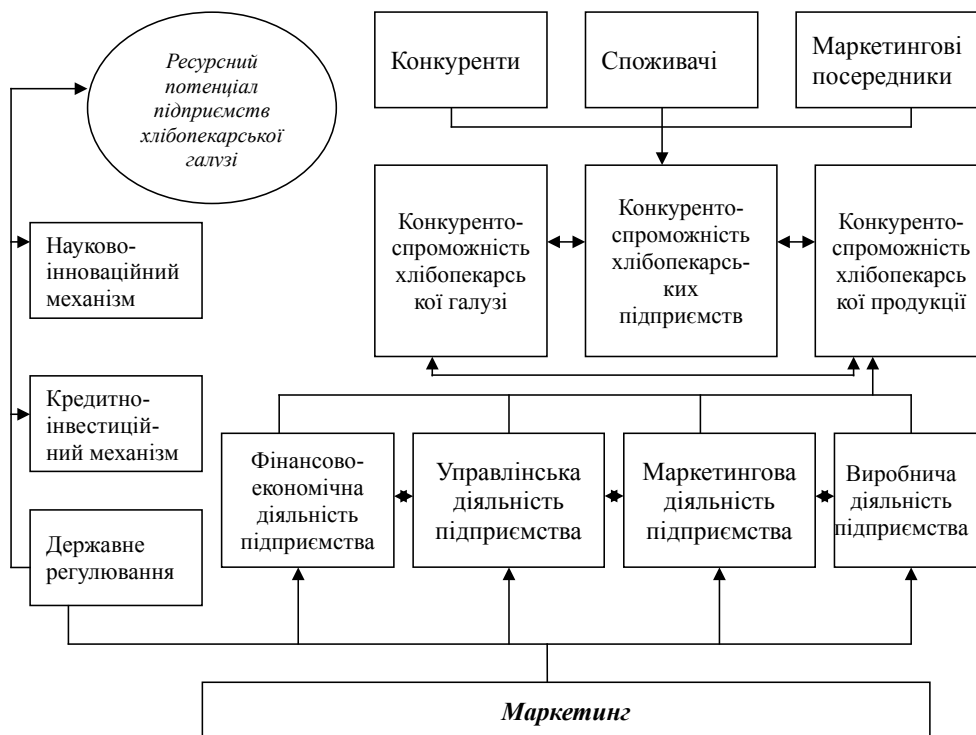 Ресурсний
потенціал
підприємств
хлібопекарської
галузі
Конкуренти
Споживачі
Маркетингові
посередники
Науково-
інноваційний
механізм
Конкуренто-
спроможність
хлібопекарсь
кої галузі
Конкуренто-
спроможність
хлібопекарсь-
ких
підприємств
Конкуренто-
спроможність
хлібопекарсь
кої продукції
Кредитно-
інвестицій-
ний механізм
Фінансово-
економічна
діяльність
підприємства
Управлінська
діяльність
підприємства
Маркетингова
діяльність
підприємства
Виробнича
діяльність
підприємства
Державне
регулювання
Маркетинг